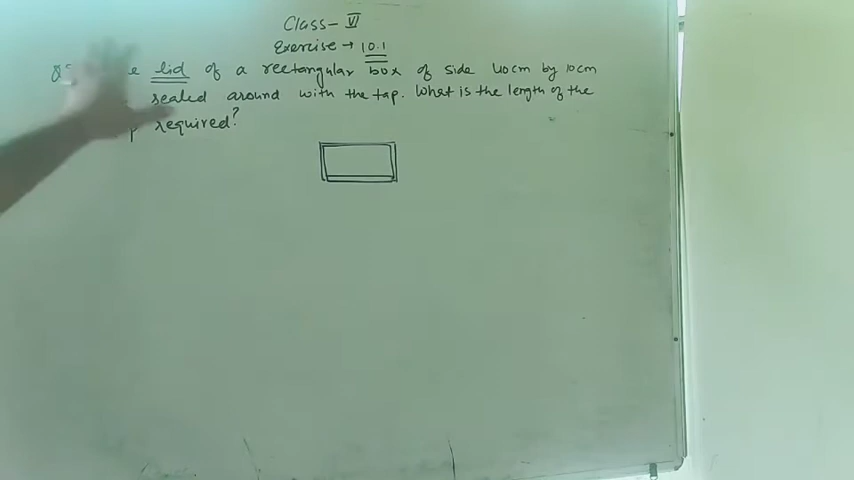 Class - VI
Exercise → 10.1
lid of a rectangular box of side 40cm by 10cm
sealed around with the tap. What is the length of the
required?